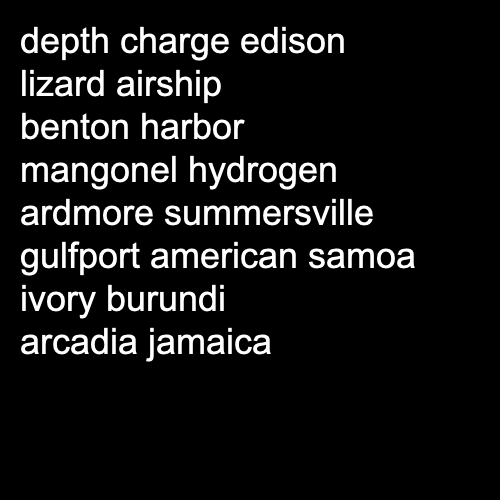 depth charge edison
lizard airship
benton harbor
mangonel hydrogen
ardmore summersville
gulfport american samoa
ivory burundi
arcadia jamaica